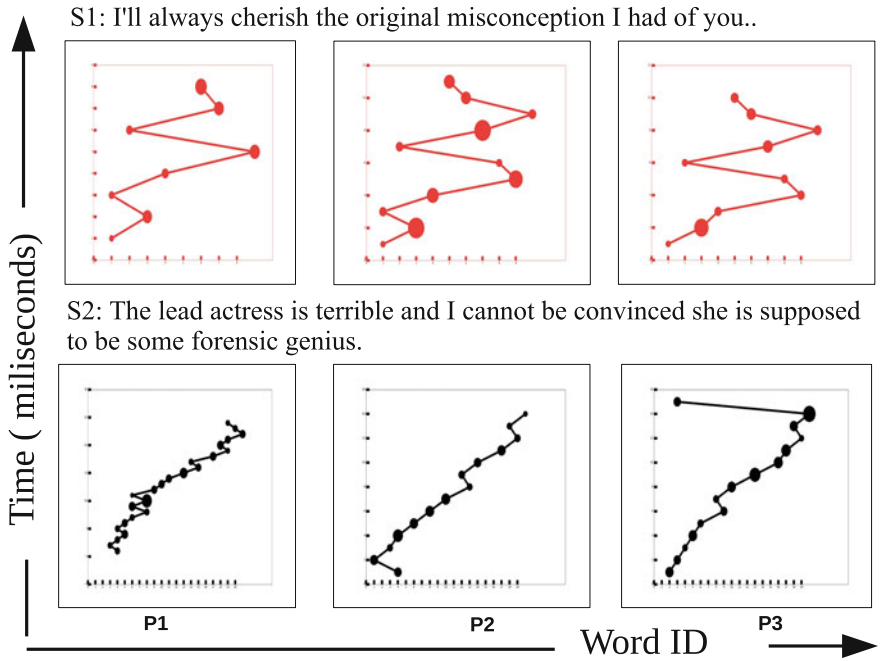 S1: I'll always cherish the original misconception I had of you..
S2: The lead actress is terrible and I cannot be convinced she is supposed
to be some forensic genius.
Time ( miliseconds)
P1
P2
P3
Word ID